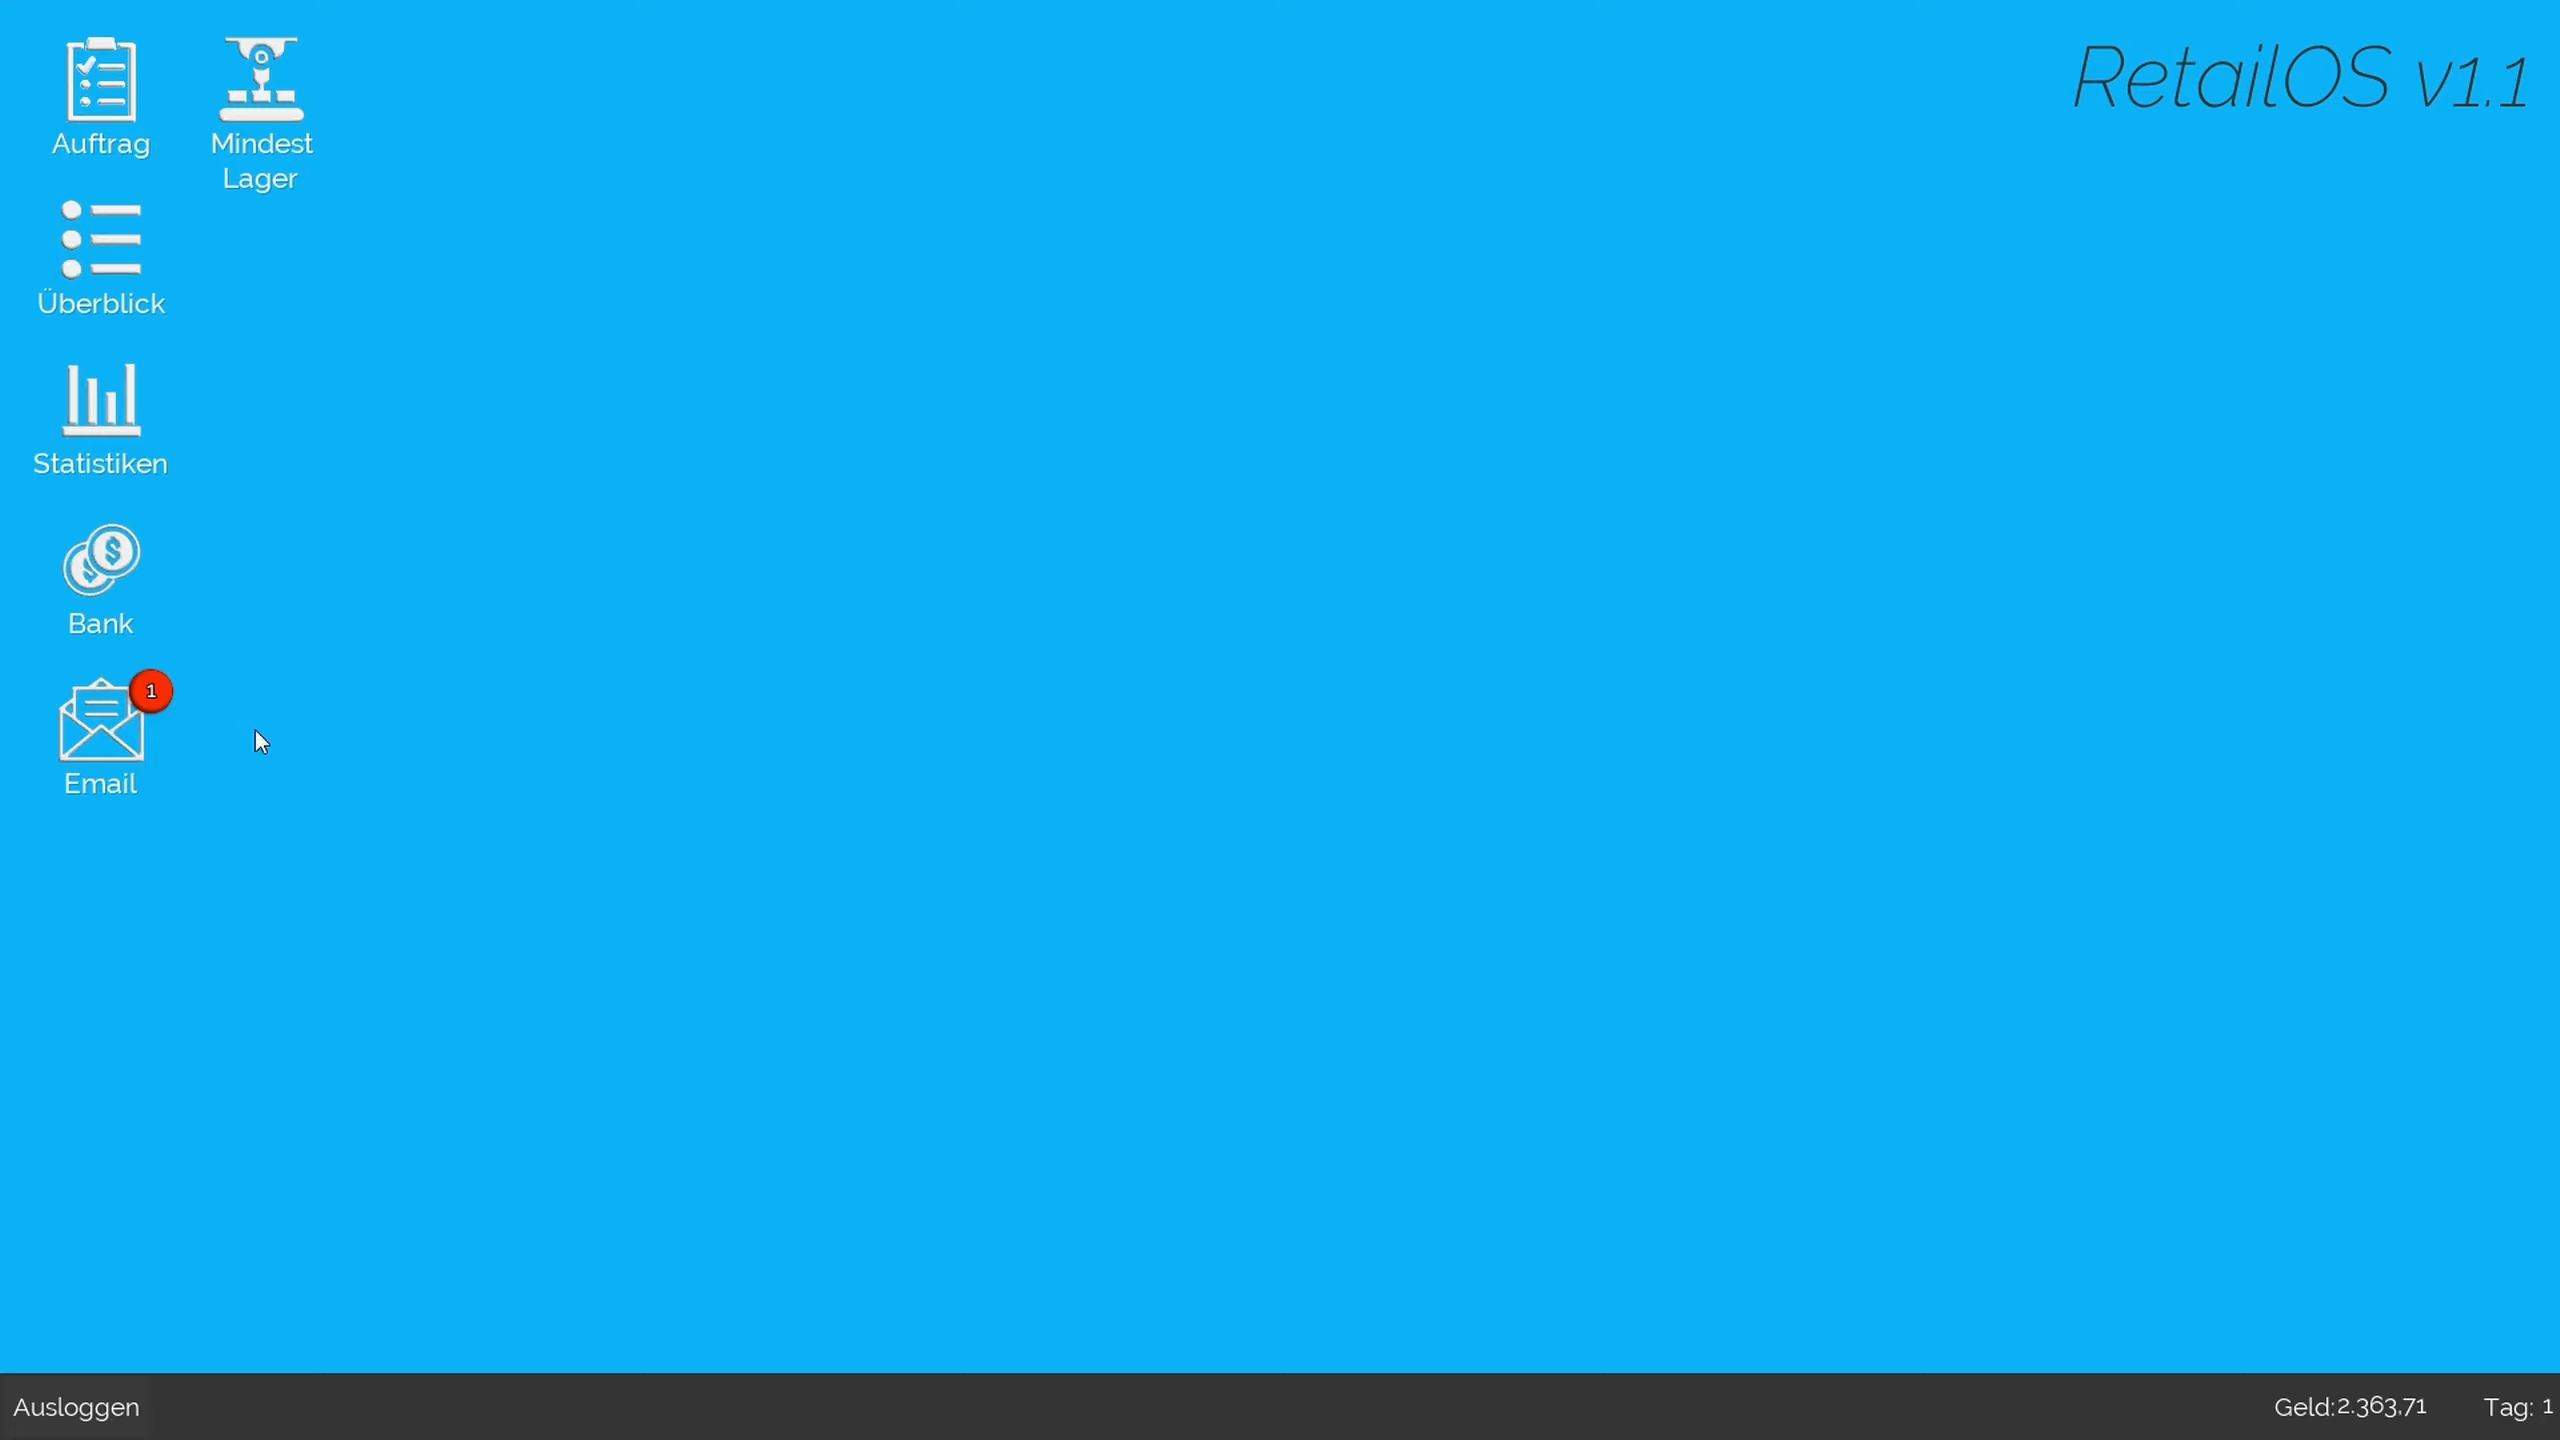 RetailOS v1.1
Auftrag
Mindest
Lager
Überblick
Statistiken
Bank
1
Email
Ausloggen
Geld:2.363,71
Tag: 1